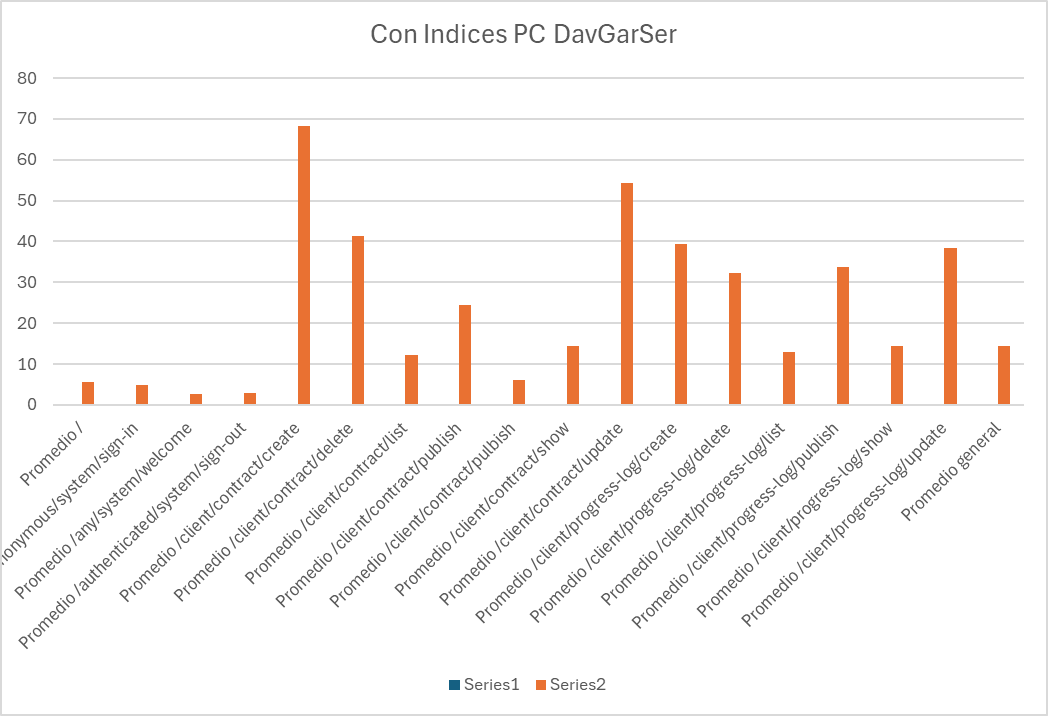 Con Indices PC DavGarSer
80
70
60
50
40
30
20
10
0
Promedio /
onymous/system/sign-in
Promedio /any/system/welcome
Promedio /authenticated/system/sign-out
Promedio /client/contract/create
Promedio /client/contract/delete
Promedio /client/contract/list
Promedio /client/contract/publish
Promedio /client/contract/pulbish
Promedio /client/contract/show
Promedio /client/contract/update
Promedio /client/progress-log/create
Promedio /client/progress-log/delete
Promedio /client/progress-log/list
Promedio /client/progress-log/publish
Promedio /client/progress-log/show
Promedio /client/progress-log/update
Promedio general
Series1 Series2